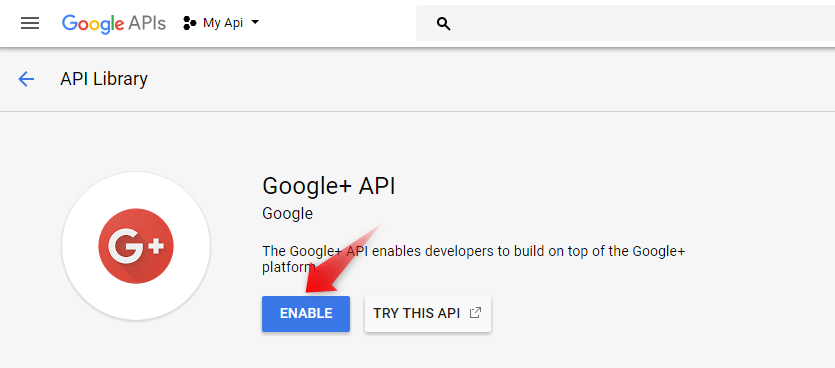 Google APIs My Api
API Library
G+
Google+ API
Google
The Google+ API enables developers to build on top of the Google+
platform.
ENABLE TRY THIS API